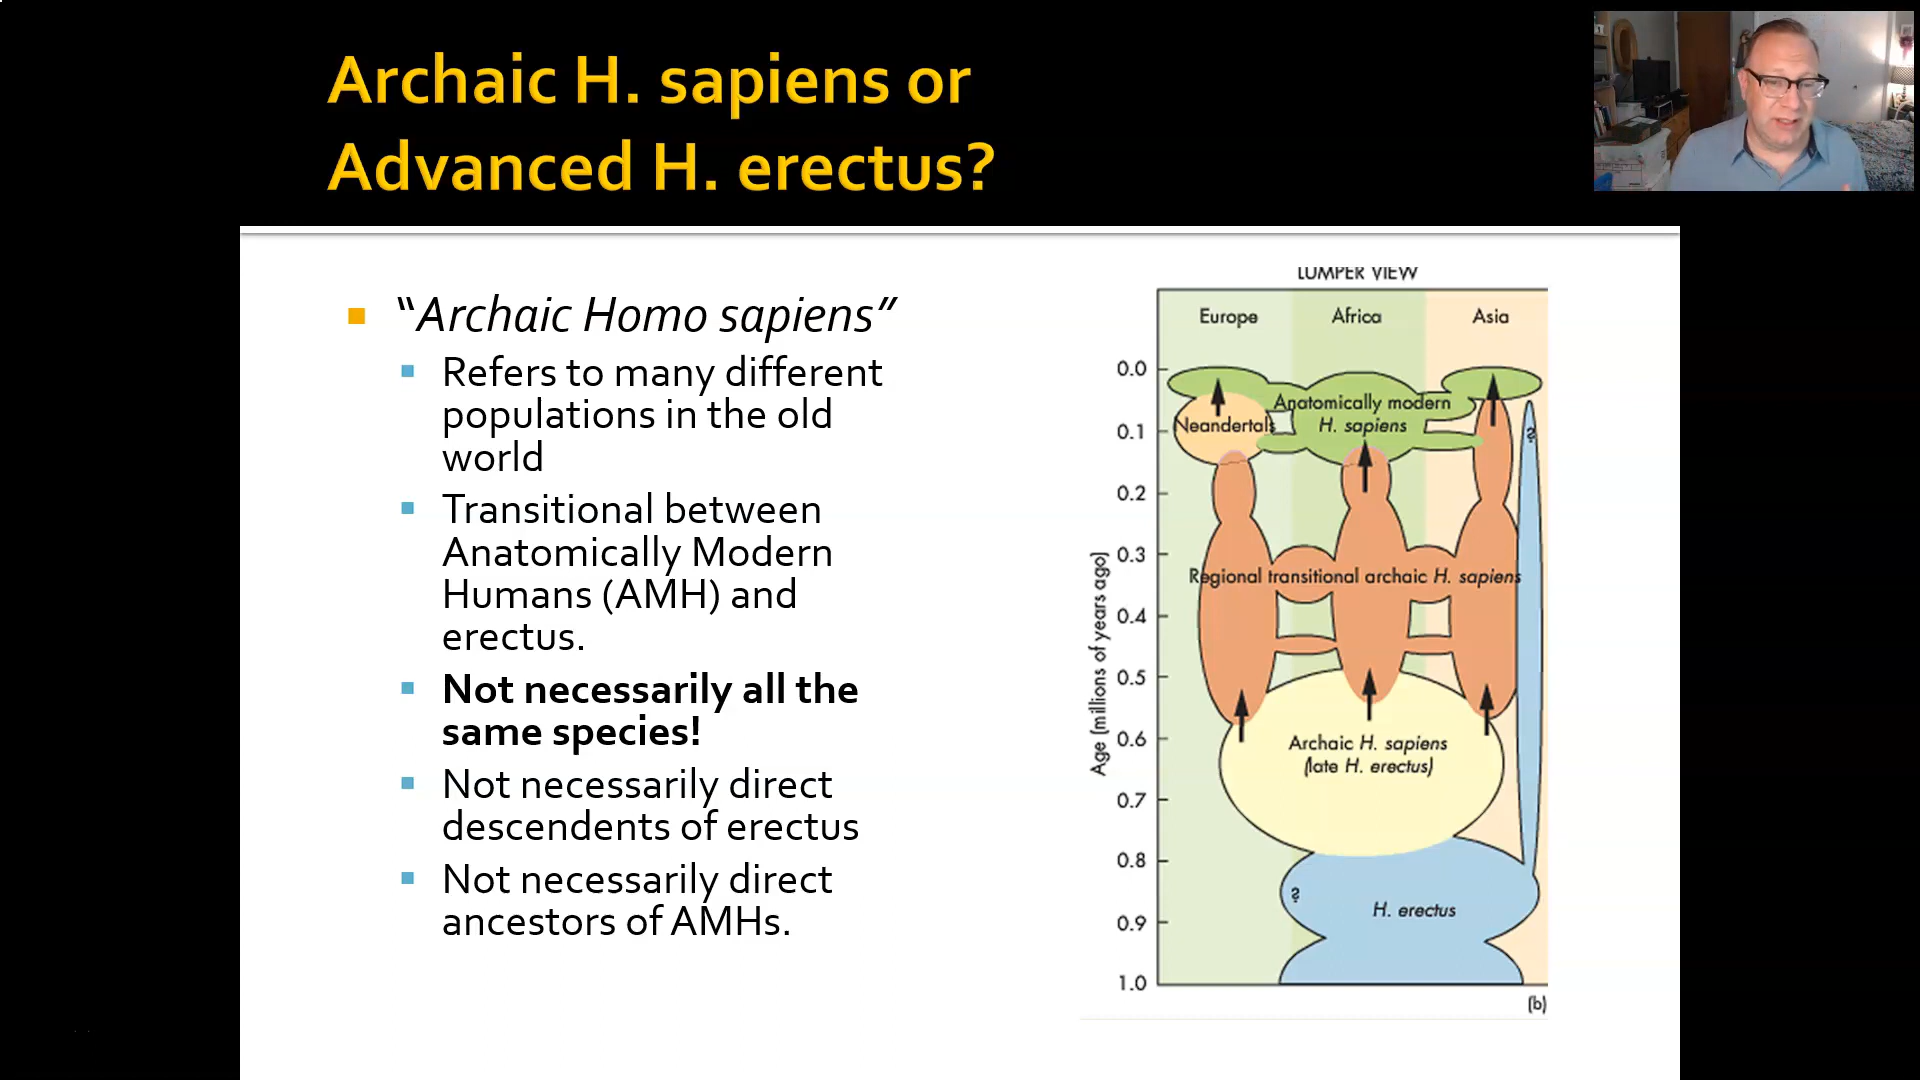 Archaic H. sapiens or
Advanced H. erectus?
“Archaic Homo sapiens”
Refers to many different
populations in the old
world
Transitional between
Anatomically Modern
Humans (AMH) and
erectus.
Not necessarily all the
same species!
Not necessarily direct
descendents of erectus
Not necessarily direct
ancestors of AMHs.
LUMPER VIEW
Europe Africa Asia
Age (millions of years ago)
0.0
0.1
0.2
0.3
0.4
0.5
0.6
0.7
0.8
0.9
1.0
Anatomically modern
H. sapiens
Neandertals
?
Regional transitional archaic H. sapiens
Archaic H. sapiens
(late H. erectus)
?
H. erectus
(b)